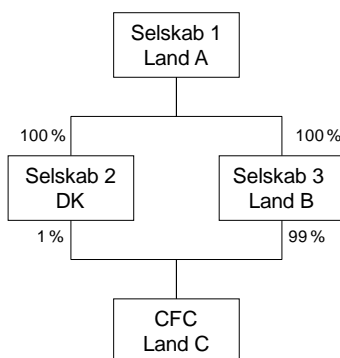 Selskab 1
Land A
100 %
100 %
Selskab 2
DK
Selskab 3
Land B
1 %
99 %
CFC
Land C